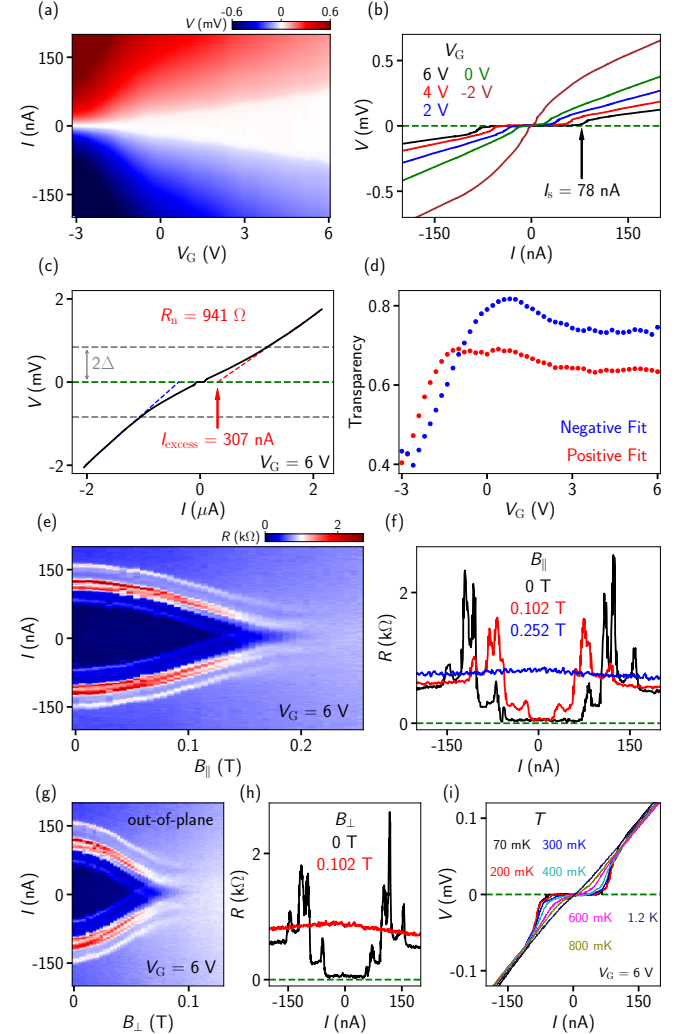 (a)
V (mV)
-0.6
0.6
150
0
-150
I (nA)
-3
0
3
6
V_G (V)
(b)
V_G
6 V 0 V
4 V -2 V
2 V
I_s = 78 nA
0.5
0
-0.5
V (mV)
-150
0
150
I (nA)
(c)
R_n = 941 Ω
2Δ
I_excess = 307 nA
V_G = 6 V
2
0
-2
V (mV)
-2
0
2
I (μA)
(d)
0.8
0.6
0.4
Transparency
Negative Fit
Positive Fit
-3
0
3
6
V_G (V)
(e)
R (kΩ)
0
2
150
0
-150
I (nA)
V_G = 6 V
0
0.1
0.2
B_∥ (T)
(f)
B_∥
0 T
0.102 T
0.252 T
2
0
R (kΩ)
-150
0
150
I (nA)
(g)
out-of-plane
150
0
-150
I (nA)
V_G = 6 V
0
0.05
0.1
B_⊥ (T)
(h)
B_⊥
0 T
0.102 T
2
0
R (kΩ)
-150
0
150
I (nA)
(i)
T
70 mK 300 mK
200 mK 400 mK
600 mK 1.2 K
800 mK
V_G = 6 V
0.1
0
-0.1
V (mV)
-150
0
150
I (nA)